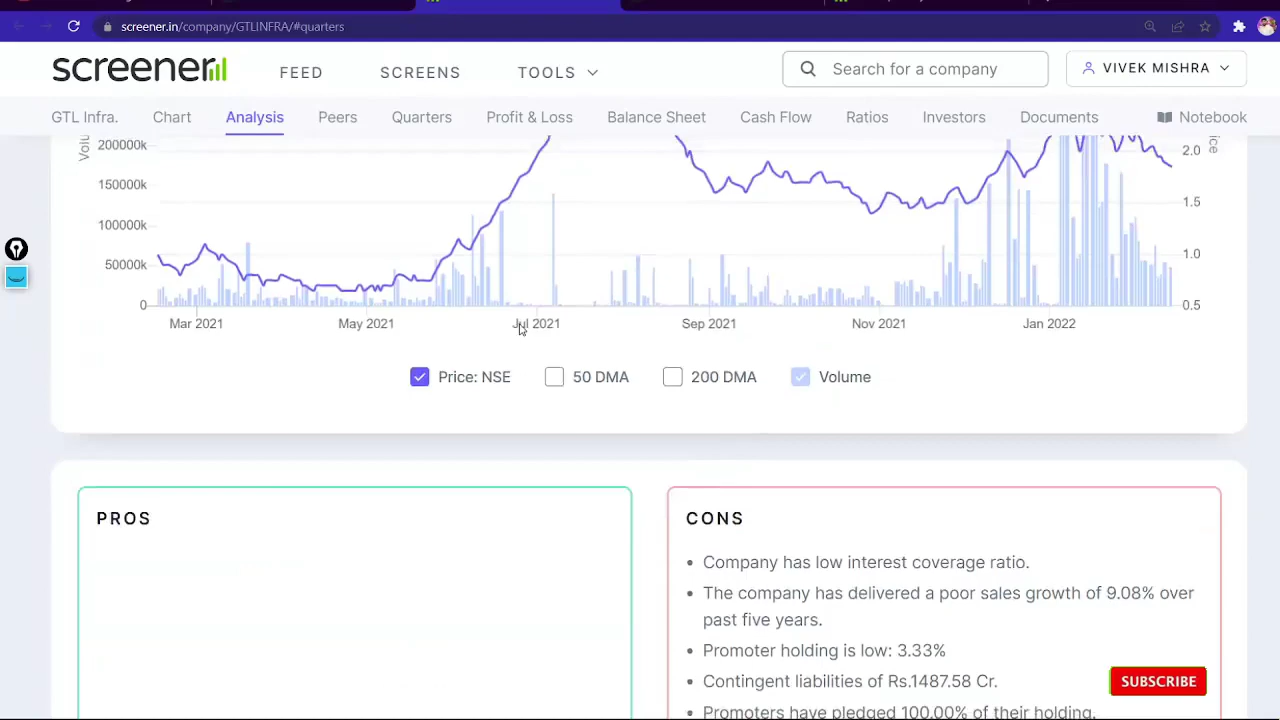 screener.in/company/GTLINFRA/#quarters
screener
FEED SCREENS TOOLS
Search for a company
VIVEK MISHRA
GTL Infra. Chart Analysis Peers Quarters Profit & Loss Balance Sheet Cash Flow Ratios Investors Documents Notebook
200000k 2.0
150000k
1.5
100000k
1.0
50000k
0 0.5
Mar 2021 May 2021 Jul 2021 Sep 2021 Nov 2021 Jan 2022
Price: NSE 50 DMA 200 DMA Volume
PROS
CONS
• Company has low interest coverage ratio.
• The company has delivered a poor sales growth of 9.08% over
past five years.
• Promoter holding is low: 3.33%
• Contingent liabilities of Rs.1487.58 Cr.
• Promoters have pledged 100.00% of their holding.
SUBSCRIBE